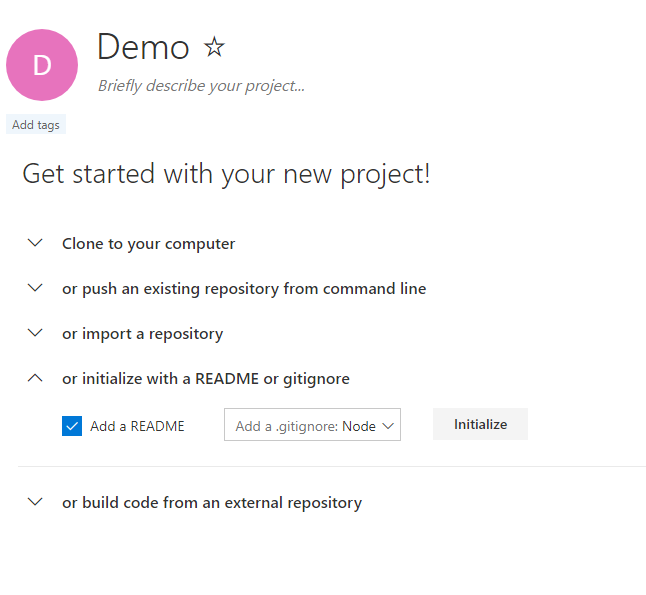 D
Demo ☆
Briefly describe your project...
Add tags
Get started with your new project!
Clone to your computer
or push an existing repository from command line
or import a repository
or initialize with a README or gitignore
Add a README
Add a .gitignore: Node
Initialize
or build code from an external repository